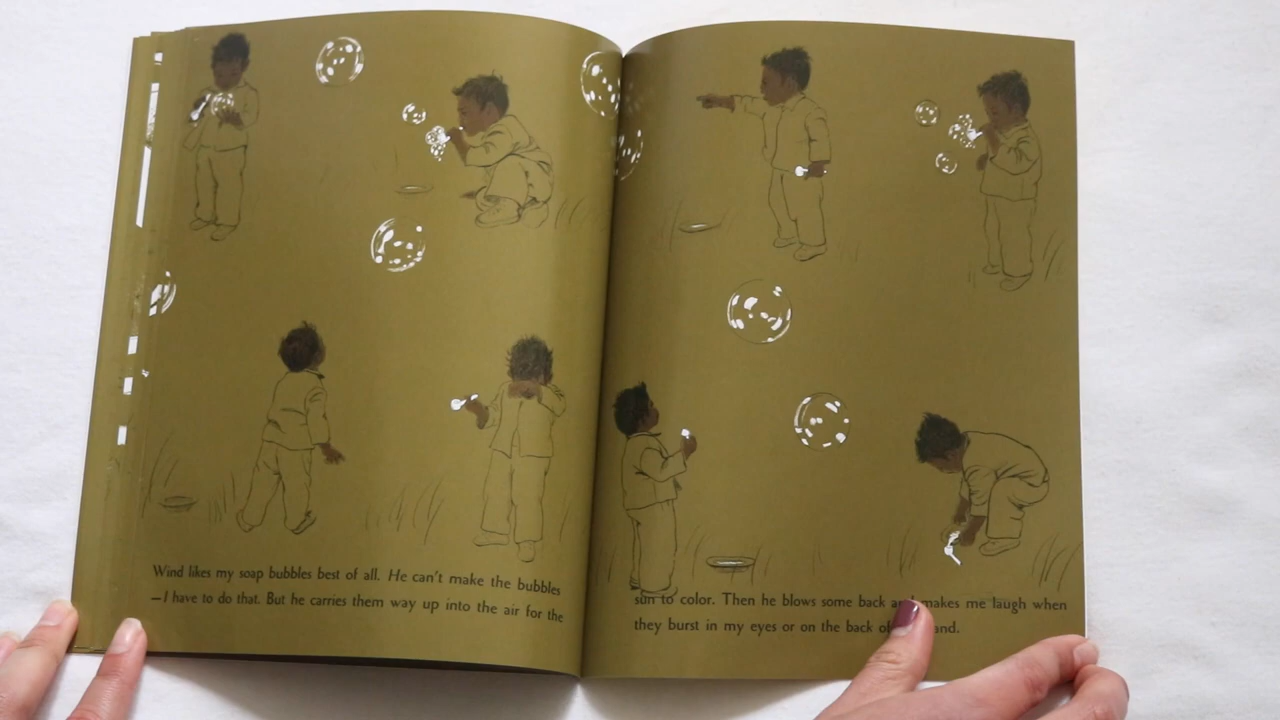 Wind likes my soap bubbles best of all. He can't make the bubbles
—I have to do that. But he carries them way up into the air for the
sun to color. Then he blows some back and makes me laugh when
they burst in my eyes or on the back of and.